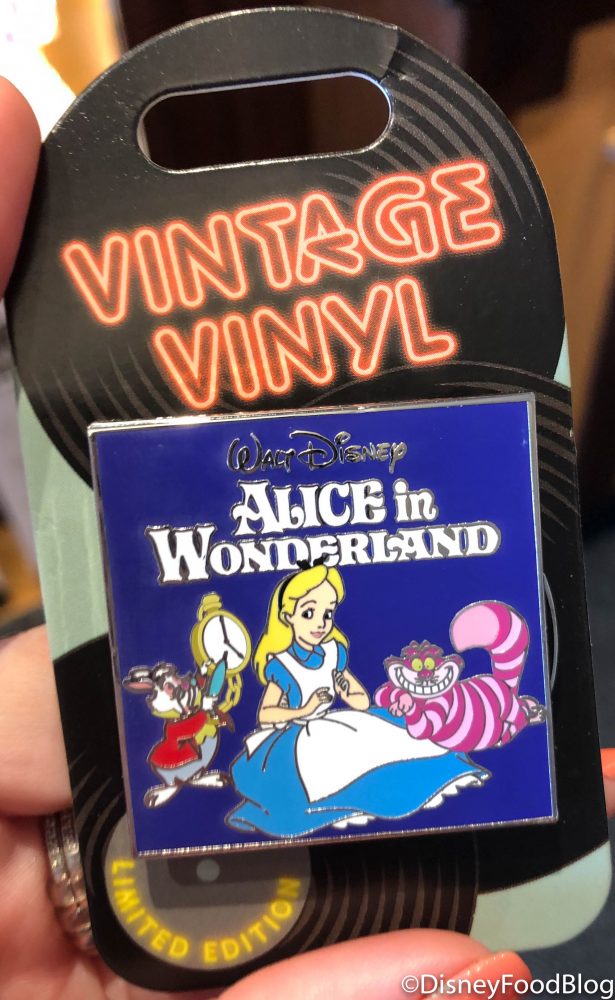 VINTAGE
VINYL
WALT DISNEY
ALICE in
WONDERLAND
LIMITED EDITION
©DisneyFoodBlog